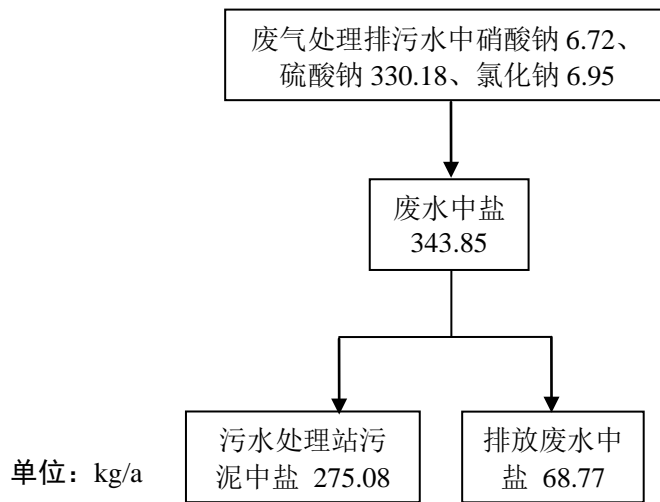 废气处理排污水中硝酸钠 6.72、
硫酸钠 330.18、氯化钠 6.95
废水中盐
343.85
污水处理站污
泥中盐 275.08
排放废水中
盐 68.77
单位：kg/a